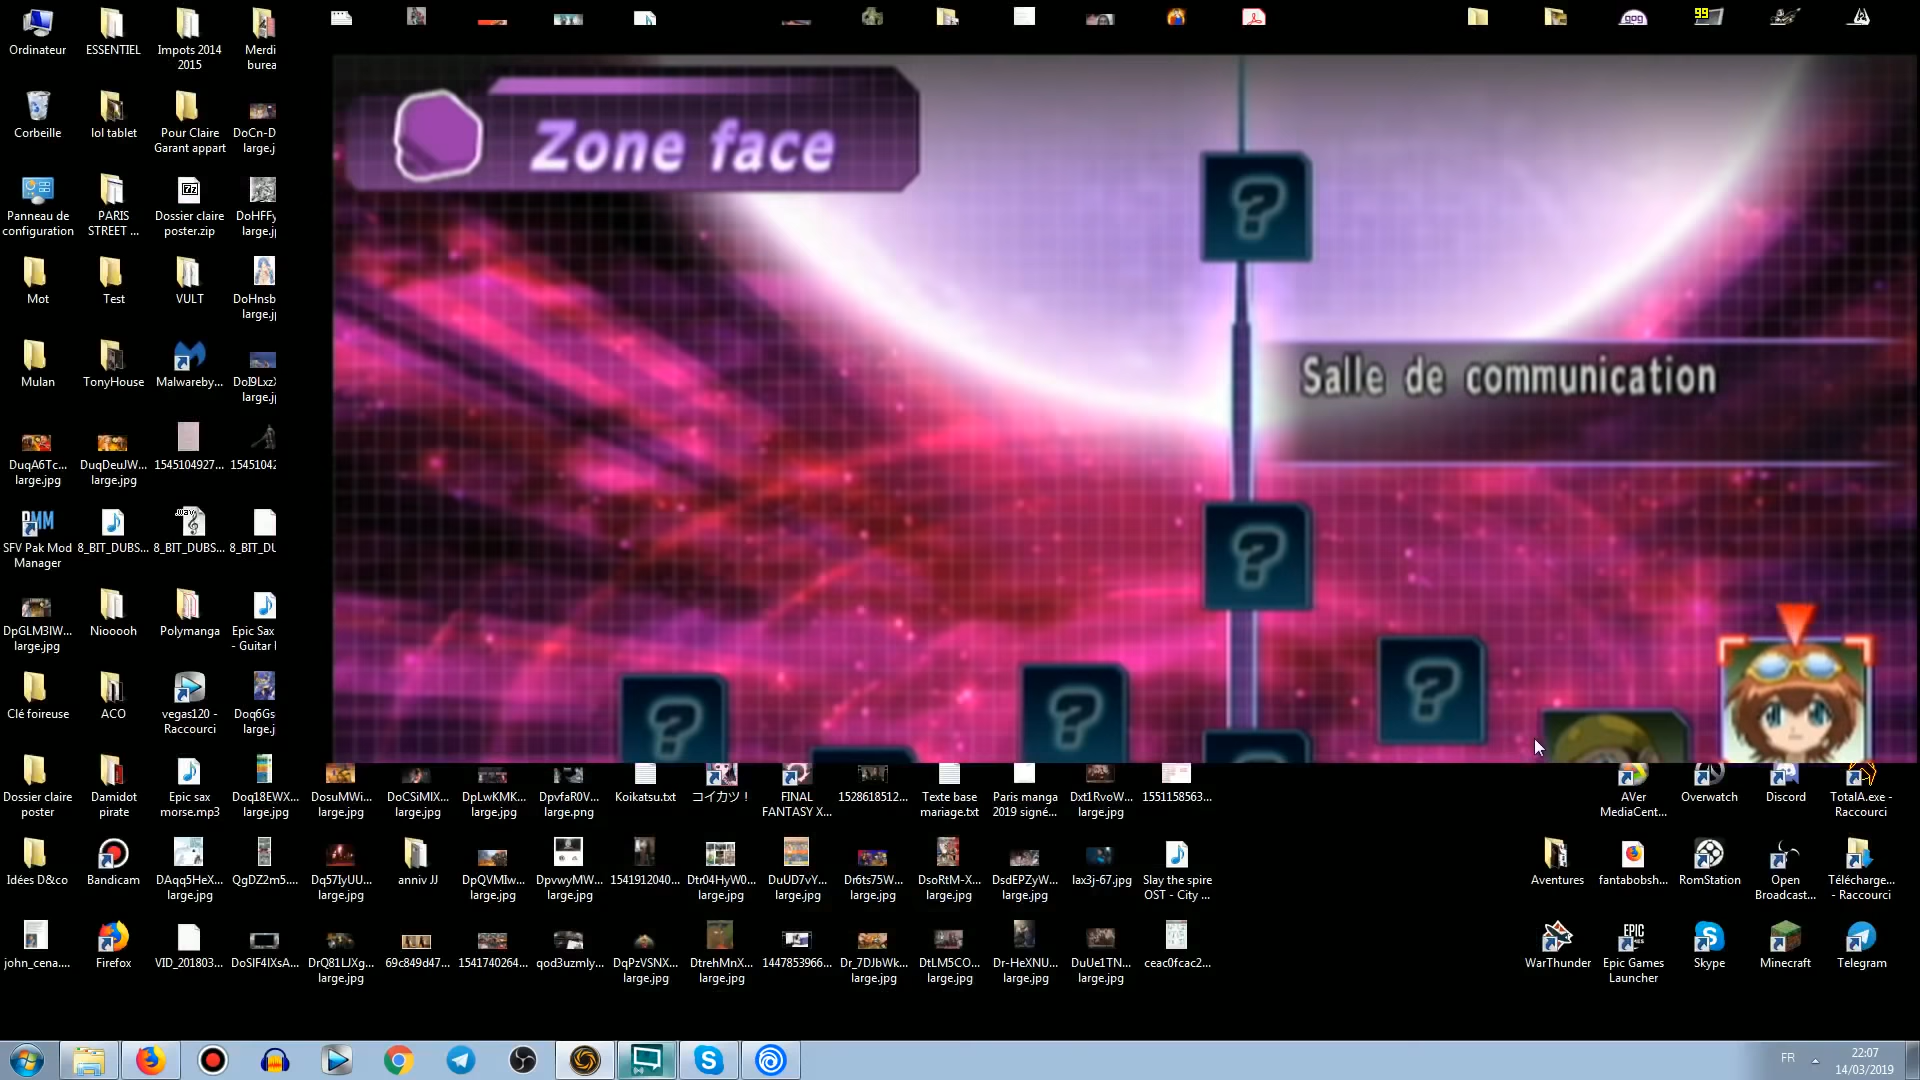 gog
99
Ordinateur
ESSENTIEL
Impots 2014
2015
Merdi
burea
Zone face
Corbeille
lol tablet
Pour Claire
Garant appart
DoCn-D
large.j
Panneau de
configuration
PARIS
STREET ...
Dossier claire
poster.zip
DoHFFy
large.jp
Mot
Test
VULT
DoHnsb
large.jp
Salle de communication
Mulan
TonyHouse
Malwareby...
DoI9LxzX
large.jp
DuqA6Tc...
large.jpg
DuqDeuJW...
large.jpg
1545104927...
15451042
SFV Pak Mod
Manager
8_BIT_DUBS...
8_BIT_DUBS...
8_BIT_DU
DpGLM3IW...
large.jpg
Niooooh
Polymanga
Epic Sax
- Guitar I
Clé foireuse
ACO
vegas120 -
Raccourci
Doq6Gs
large.j
Dossier claire
poster
Damidot
pirate
Epic sax
morse.mp3
Doq18EWX...
large.jpg
DosuMWi...
large.jpg
DoCSiMIX...
large.jpg
DpLwKMK...
large.jpg
DpvfaR0V...
large.png
Koikatsu.txt
コイカツ！
FINAL
FANTASY X...
1528618512...
Texte base
mariage.txt
Paris manga
2019 signé...
Dxt1RvoW...
large.jpg
1551158563...
AVer
MediaCent...
Overwatch
Discord
TotalA.exe -
Raccourci
Idées D&co
Bandicam
DAqq5HeX...
large.jpg
QgDZ2m5....
Dq57IyUU...
large.jpg
anniv JJ
DpQVMIw...
large.jpg
DpvwyMW...
large.jpg
1541912040...
Dtr04HyW0...
large.jpg
DuUD7vY...
large.jpg
Dr6ts75W...
large.jpg
DsoRtM-X...
large.jpg
DsdEPZyW...
large.jpg
lax3j-67.jpg
Slay the spire
OST - City ...
Aventures
fantabobsh...
RomStation
Open
Broadcast...
Télécharge...
- Raccourci
john_cena....
Firefox
VID_201803...
DoSIF4IXsA...
DrQ81LJXg...
large.jpg
69c849d47...
1541740264...
qod3uzmly...
DqPzVSNX...
large.jpg
DtrehMnX...
large.jpg
1447853966...
Dr_7DJbWk...
large.jpg
DtLM5CO...
large.jpg
Dr-HeXNU...
large.jpg
DuUe1TN...
large.jpg
ceac0fcac2...
WarThunder
Epic Games
Launcher
Skype
Minecraft
Telegram
FR
22:07
14/03/2019